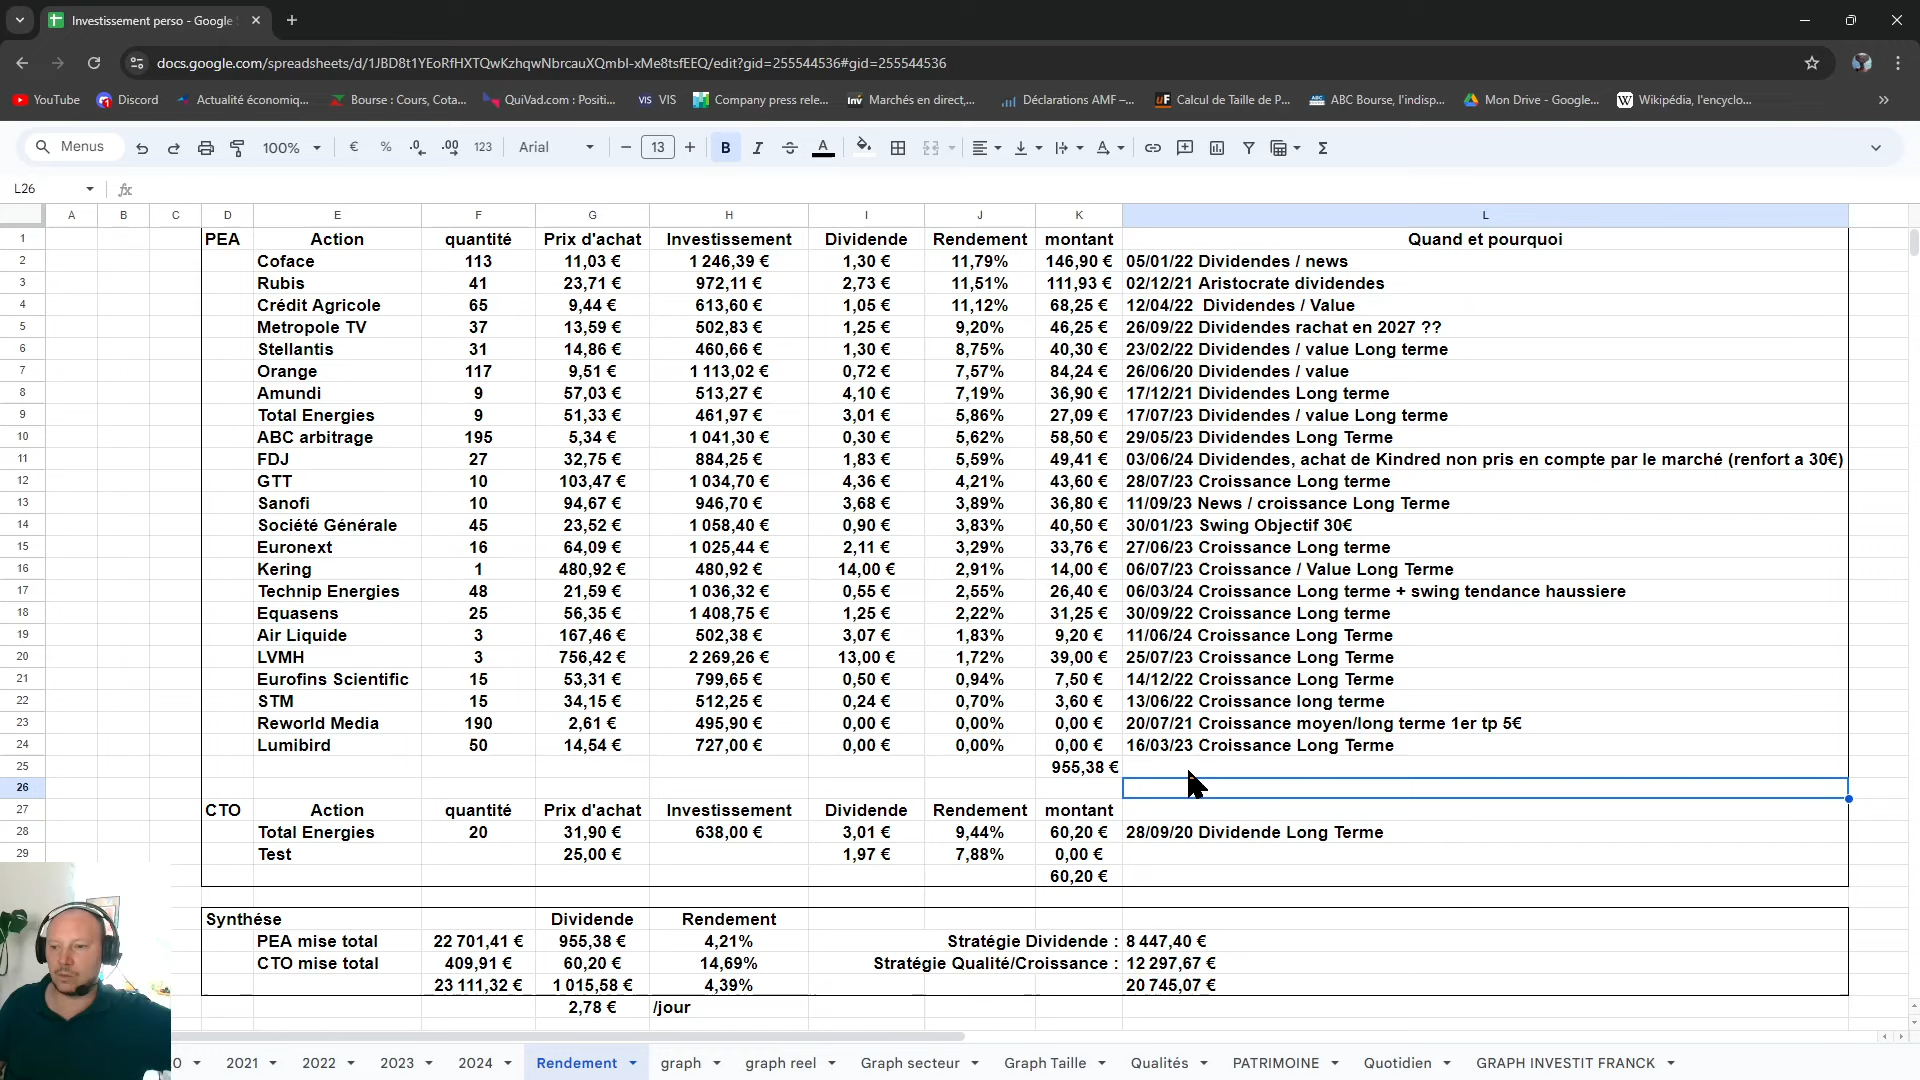 Investissement perso - Google
docs.google.com/spreadsheets/d/1JBD8t1YEoRfHXTQwKzhqwNbrcauXQmbl-xMe8tsfEEQ/edit?gid=255544536#gid=255544536
YouTube Discord Actualité économiq... Bourse : Cours, Cota... QuiVad.com : Positi... VIS VIS Company press rele... Inv Marchés en direct,... Déclarations AMF –... uF Calcul de Taille de P... ABC Bourse, l'indisp... Mon Drive - Google... W Wikipédia, l'encyclo... »
Menus 100% € % .0 .00 123 Arial − 13 + B I S A Σ
L26 fx
A B C D E F G H I J K L
1 PEA Action quantité Prix d'achat Investissement Dividende Rendement montant Quand et pourquoi
2 Coface 113 11,03 € 1 246,39 € 1,30 € 11,79% 146,90 € 05/01/22 Dividendes / news
3 Rubis 41 23,71 € 972,11 € 2,73 € 11,51% 111,93 € 02/12/21 Aristocrate dividendes
4 Crédit Agricole 65 9,44 € 613,60 € 1,05 € 11,12% 68,25 € 12/04/22 Dividendes / Value
5 Metropole TV 37 13,59 € 502,83 € 1,25 € 9,20% 46,25 € 26/09/22 Dividendes rachat en 2027 ??
6 Stellantis 31 14,86 € 460,66 € 1,30 € 8,75% 40,30 € 23/02/22 Dividendes / value Long terme
7 Orange 117 9,51 € 1 113,02 € 0,72 € 7,57% 84,24 € 26/06/20 Dividendes / value
8 Amundi 9 57,03 € 513,27 € 4,10 € 7,19% 36,90 € 17/12/21 Dividendes Long terme
9 Total Energies 9 51,33 € 461,97 € 3,01 € 5,86% 27,09 € 17/07/23 Dividendes / value Long terme
10 ABC arbitrage 195 5,34 € 1 041,30 € 0,30 € 5,62% 58,50 € 29/05/23 Dividendes Long Terme
11 FDJ 27 32,75 € 884,25 € 1,83 € 5,59% 49,41 € 03/06/24 Dividendes, achat de Kindred non pris en compte par le marché (renfort a 30€)
12 GTT 10 103,47 € 1 034,70 € 4,36 € 4,21% 43,60 € 28/07/23 Croissance Long terme
13 Sanofi 10 94,67 € 946,70 € 3,68 € 3,89% 36,80 € 11/09/23 News / croissance Long Terme
14 Société Générale 45 23,52 € 1 058,40 € 0,90 € 3,83% 40,50 € 30/01/23 Swing Objectif 30€
15 Euronext 16 64,09 € 1 025,44 € 2,11 € 3,29% 33,76 € 27/06/23 Croissance Long terme
16 Kering 1 480,92 € 480,92 € 14,00 € 2,91% 14,00 € 06/07/23 Croissance / Value Long Terme
17 Technip Energies 48 21,59 € 1 036,32 € 0,55 € 2,55% 26,40 € 06/03/24 Croissance Long terme + swing tendance haussiere
18 Equasens 25 56,35 € 1 408,75 € 1,25 € 2,22% 31,25 € 30/09/22 Croissance Long terme
19 Air Liquide 3 167,46 € 502,38 € 3,07 € 1,83% 9,20 € 11/06/24 Croissance Long Terme
20 LVMH 3 756,42 € 2 269,26 € 13,00 € 1,72% 39,00 € 25/07/23 Croissance Long Terme
21 Eurofins Scientific 15 53,31 € 799,65 € 0,50 € 0,94% 7,50 € 14/12/22 Croissance Long Terme
22 STM 15 34,15 € 512,25 € 0,24 € 0,70% 3,60 € 13/06/22 Croissance long terme
23 Reworld Media 190 2,61 € 495,90 € 0,00 € 0,00% 0,00 € 20/07/21 Croissance moyen/long terme 1er tp 5€
24 Lumibird 50 14,54 € 727,00 € 0,00 € 0,00% 0,00 € 16/03/23 Croissance Long Terme
25 955,38 €
26
27 CTO Action quantité Prix d'achat Investissement Dividende Rendement montant
28 Total Energies 20 31,90 € 638,00 € 3,01 € 9,44% 60,20 € 28/09/20 Dividende Long Terme
29 Test 25,00 € 1,97 € 7,88% 0,00 €
60,20 €
Synthése Dividende Rendement
PEA mise total 22 701,41 € 955,38 € 4,21% Stratégie Dividende : 8 447,40 €
CTO mise total 409,91 € 60,20 € 14,69% Stratégie Qualité/Croissance : 12 297,67 €
23 111,32 € 1 015,58 € 4,39% 20 745,07 €
2,78 € /jour
0 2021 2022 2023 2024 Rendement graph graph reel Graph secteur Graph Taille Qualités PATRIMOINE Quotidien GRAPH INVESTIT FRANCK